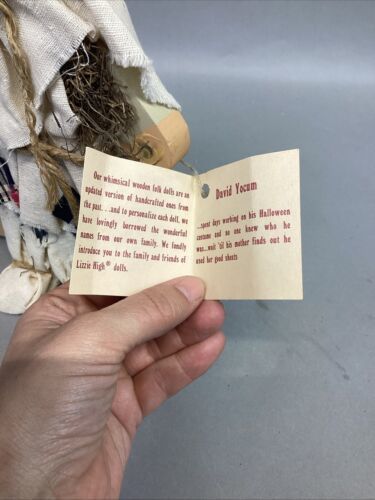 Our whimsical wooden folk dolls are an
updated version of handcrafted ones from
the past. . .and to personalize each doll, we
have lovingly borrowed the wonderful
names from our own family. We fondly
introduce you to the family and friends of
Lizzie High® dolls.
David Yocum
...spent days working on his Halloween
costume and no one knew who he
was...wait 'til his mother finds out he
used her good sheets